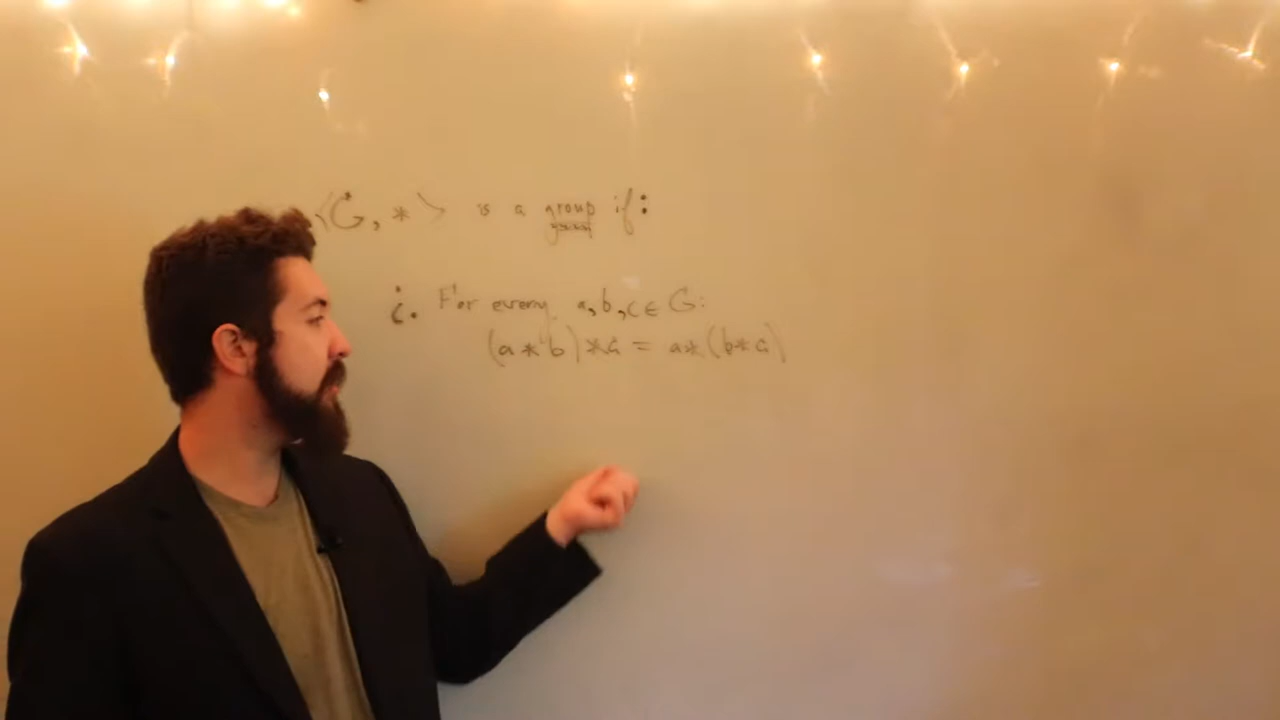 ⟨G, *⟩ is a group if:
i. For every a,b,c ∈ G:
(a * b) * c = a * (b * c)